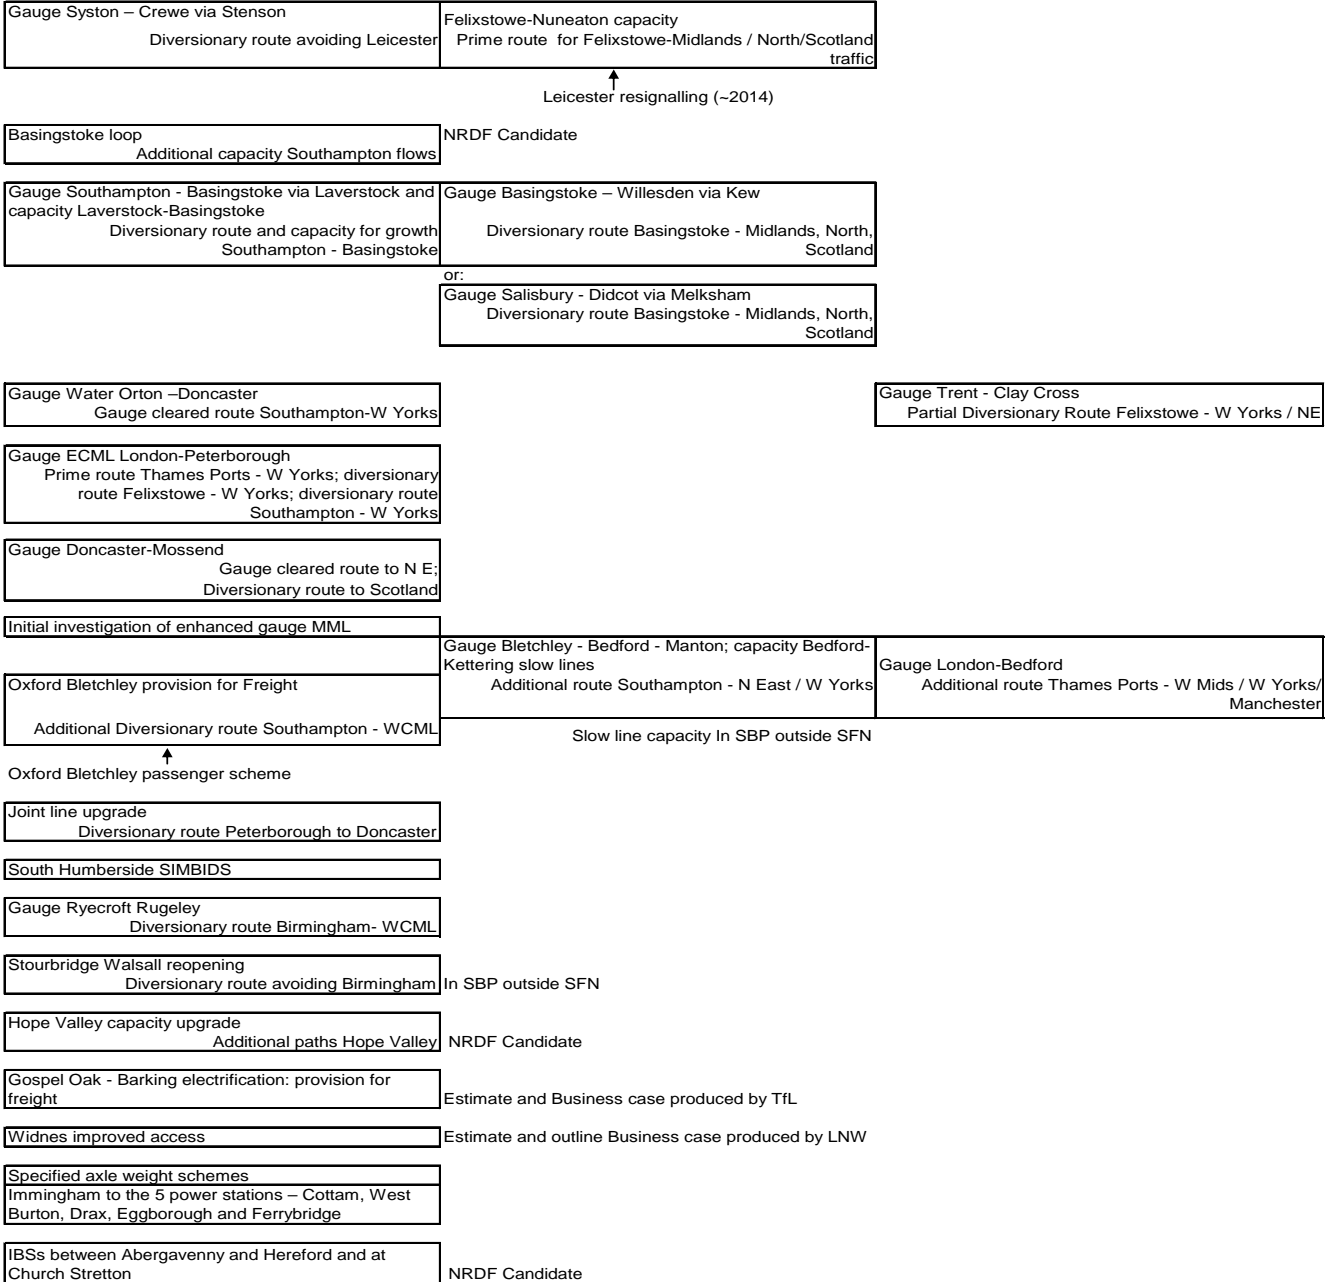 Gauge Syston – Crewe via Stenson
Diversionary route avoiding Leicester
Felixstowe-Nuneaton capacity
Prime route for Felixstowe-Midlands / North/Scotland
traffic
Leicester resignalling (~2014)
Basingstoke loop
Additional capacity Southampton flows
NRDF Candidate
Gauge Southampton - Basingstoke via Laverstock and
capacity Laverstock-Basingstoke
Diversionary route and capacity for growth
Southampton - Basingstoke
Gauge Basingstoke – Willesden via Kew
Diversionary route Basingstoke - Midlands, North,
Scotland
or:
Gauge Salisbury - Didcot via Melksham
Diversionary route Basingstoke - Midlands, North,
Scotland
Gauge Water Orton –Doncaster
Gauge cleared route Southampton-W Yorks
Gauge Trent - Clay Cross
Partial Diversionary Route Felixstowe - W Yorks / NE
Gauge ECML London-Peterborough
Prime route Thames Ports - W Yorks; diversionary
route Felixstowe - W Yorks; diversionary route
Southampton - W Yorks
Gauge Doncaster-Mossend
Gauge cleared route to N E;
Diversionary route to Scotland
Initial investigation of enhanced gauge MML
Gauge Bletchley - Bedford - Manton; capacity Bedford-
Kettering slow lines
Additional route Southampton - N East / W Yorks
Gauge London-Bedford
Additional route Thames Ports - W Mids / W Yorks/
Manchester
Oxford Bletchley provision for Freight
Additional Diversionary route Southampton - WCML
Slow line capacity In SBP outside SFN
Oxford Bletchley passenger scheme
Joint line upgrade
Diversionary route Peterborough to Doncaster
South Humberside SIMBIDS
Gauge Ryecroft Rugeley
Diversionary route Birmingham- WCML
Stourbridge Walsall reopening
Diversionary route avoiding Birmingham
In SBP outside SFN
Hope Valley capacity upgrade
Additional paths Hope Valley
NRDF Candidate
Gospel Oak - Barking electrification: provision for
freight
Estimate and Business case produced by TfL
Widnes improved access
Estimate and outline Business case produced by LNW
Specified axle weight schemes
Immingham to the 5 power stations – Cottam, West
Burton, Drax, Eggborough and Ferrybridge
IBSs between Abergavenny and Hereford and at
Church Stretton
NRDF Candidate